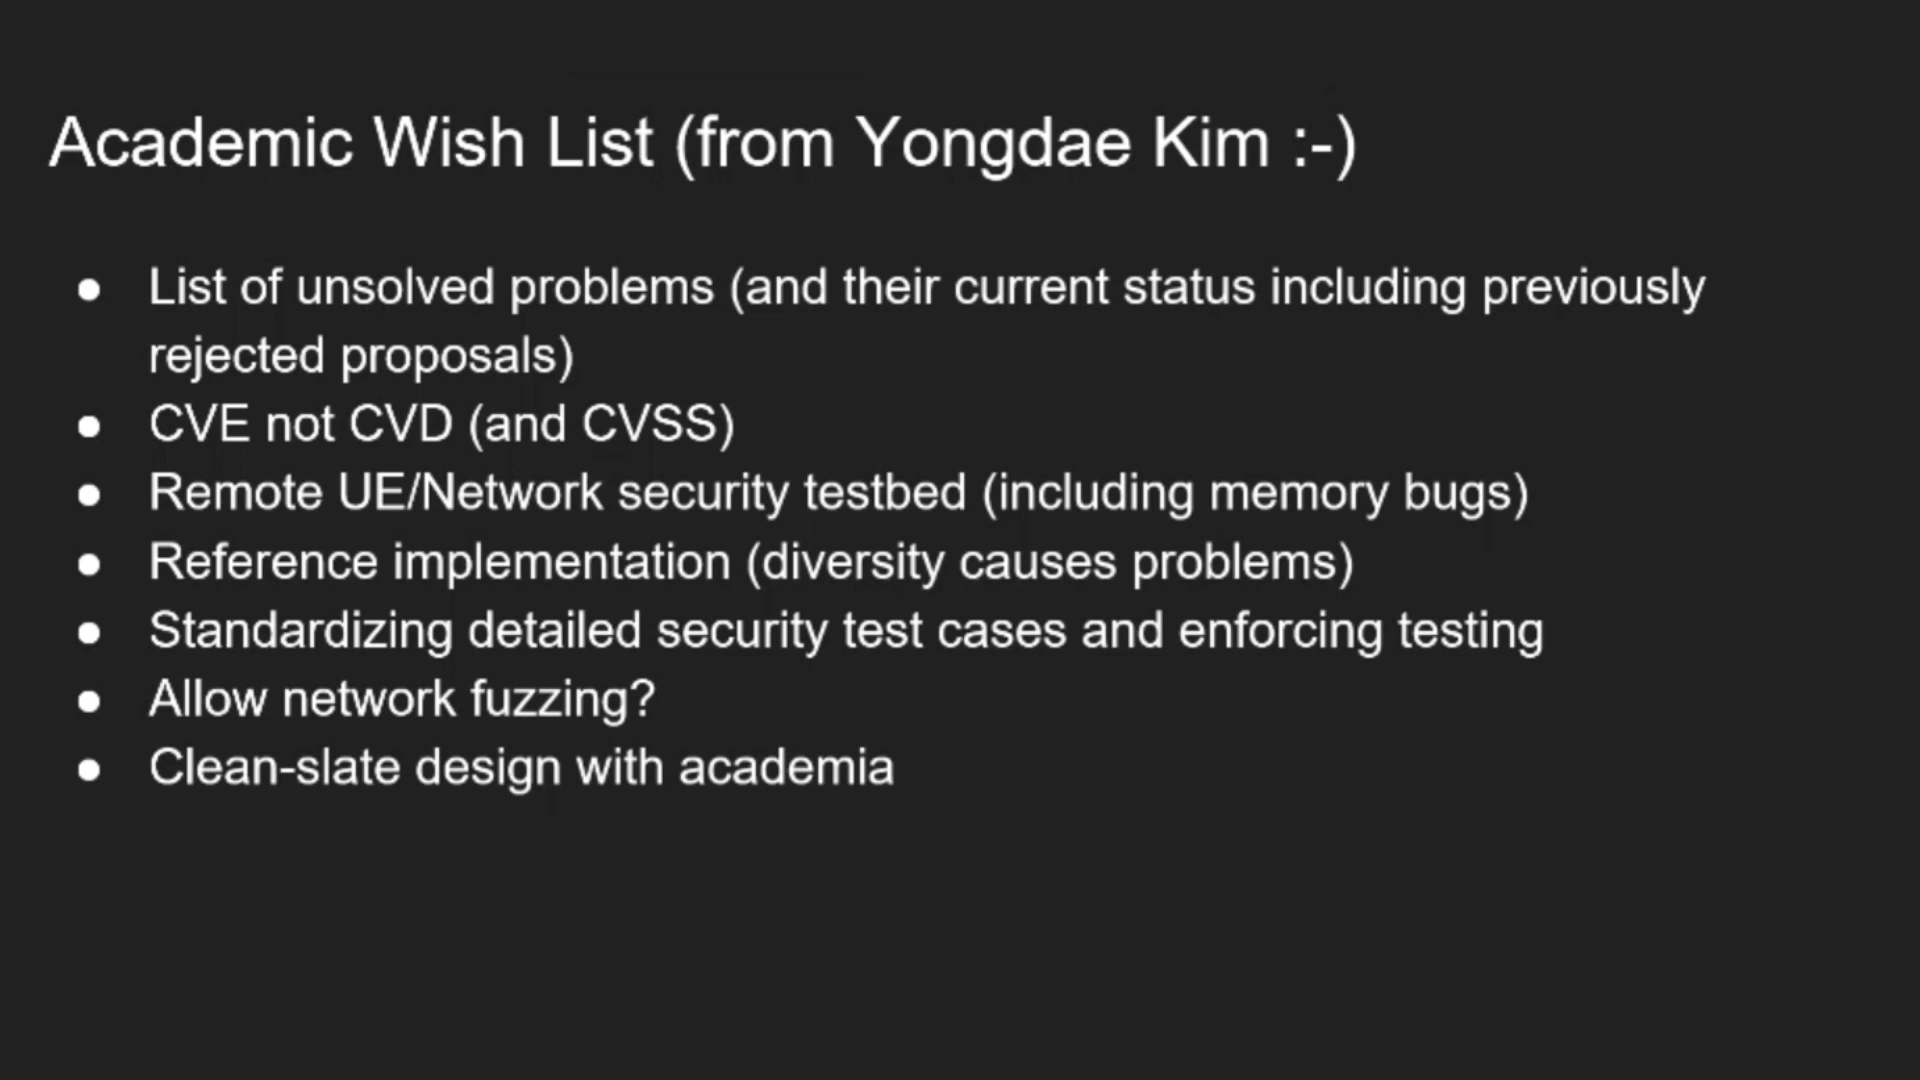 Academic Wish List (from Yongdae Kim :-)
● List of unsolved problems (and their current status including previously
rejected proposals)
● CVE not CVD (and CVSS)
● Remote UE/Network security testbed (including memory bugs)
● Reference implementation (diversity causes problems)
● Standardizing detailed security test cases and enforcing testing
● Allow network fuzzing?
● Clean-slate design with academia